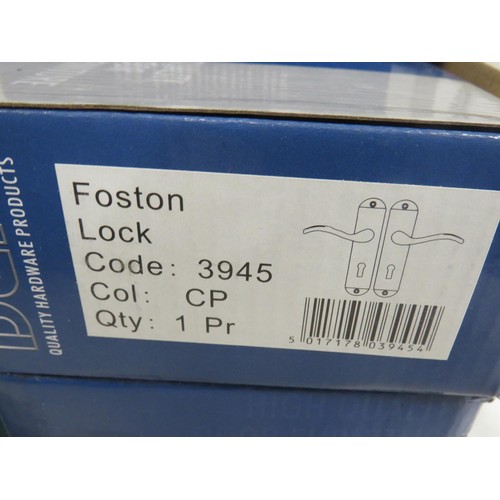 QUALITY HARDWARE PRODUCTS
Foston
Lock
Code: 3945
Col: CP
Qty: 1 Pr
5 017178 039454